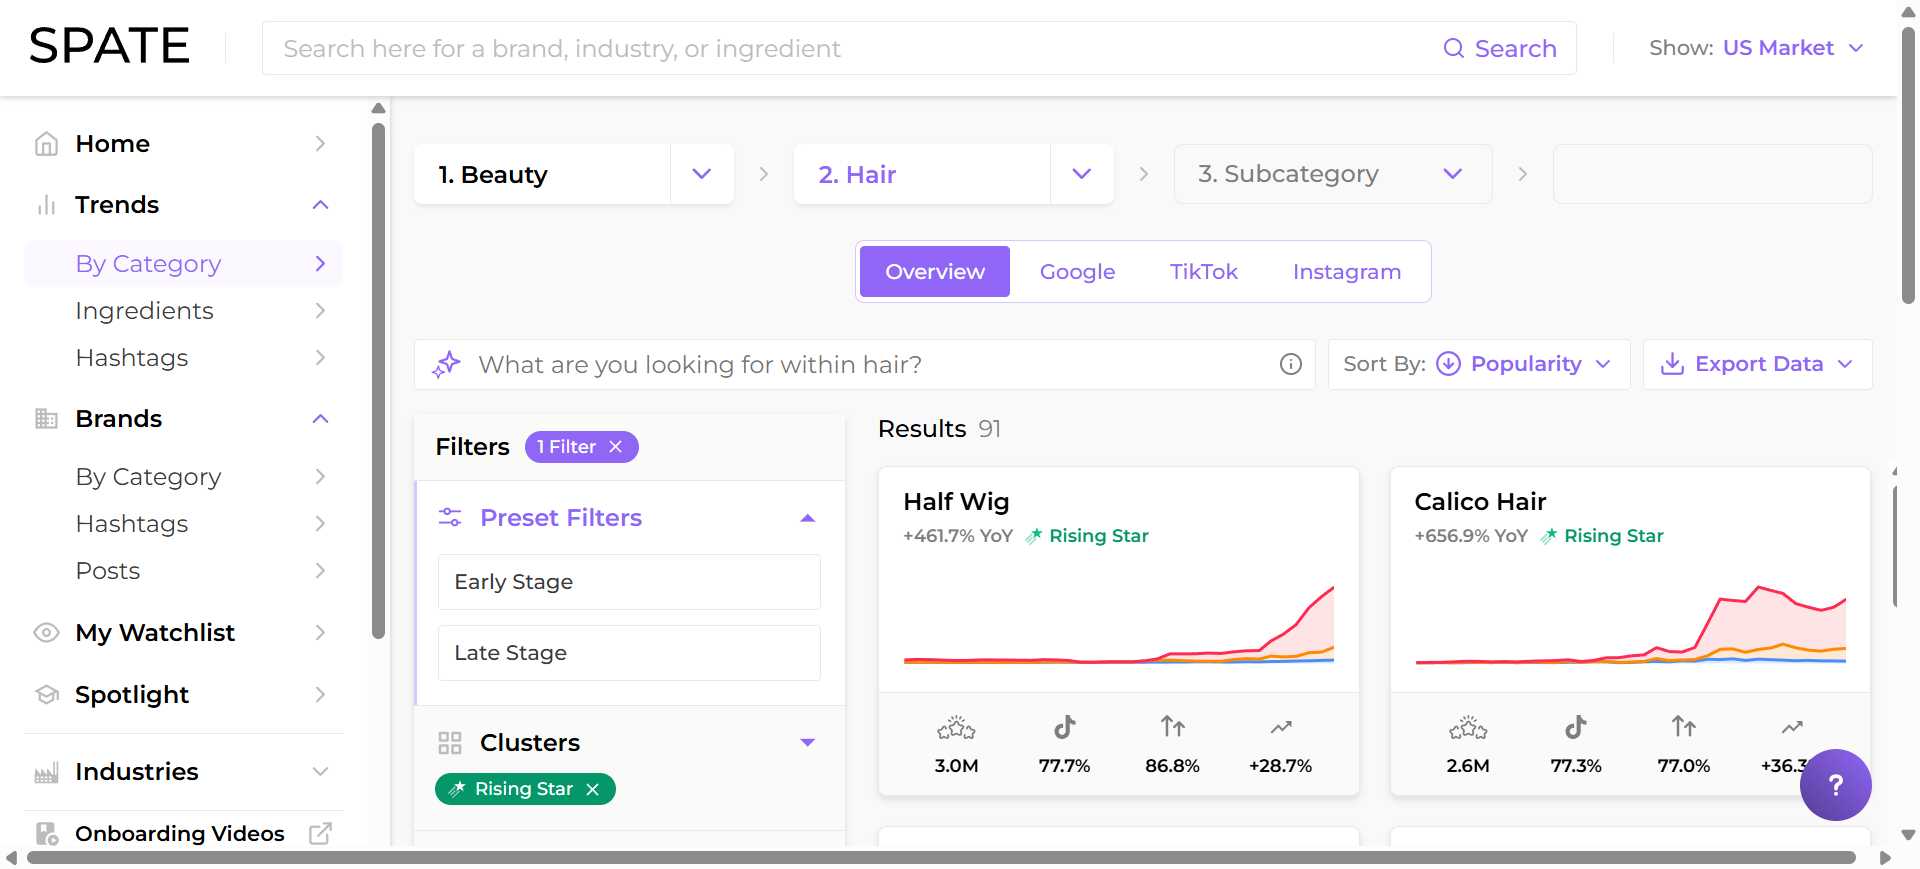 SPATE
Search here for a brand, industry, or ingredient
Search
Show: US Market
Home
Trends
By Category
Ingredients
Hashtags
Brands
By Category
Hashtags
Posts
My Watchlist
Spotlight
Industries
Onboarding Videos
1. Beauty
2. Hair
3. Subcategory
Overview
Google
TikTok
Instagram
What are you looking for within hair?
Sort By: Popularity
Export Data
Filters
1 Filter
Preset Filters
Early Stage
Late Stage
Clusters
Rising Star
Results 91
Half Wig
+461.7% YoY Rising Star
3.0M 77.7% 86.8% +28.7%
Calico Hair
+656.9% YoY Rising Star
2.6M 77.3% 77.0%
?